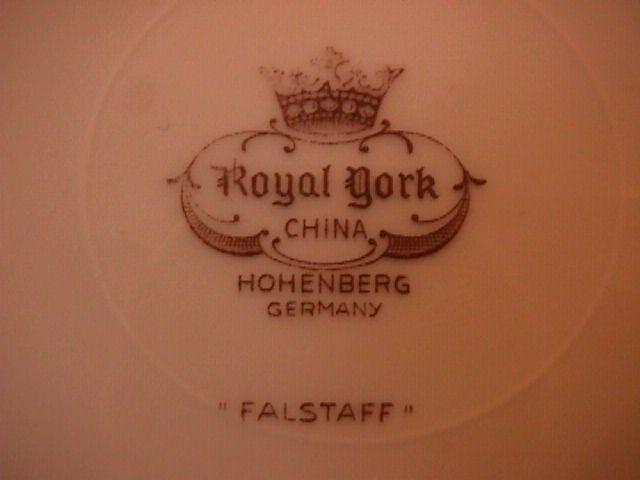 Royal York
CHINA
HOHENBERG
GERMANY
"FALSTAFF"